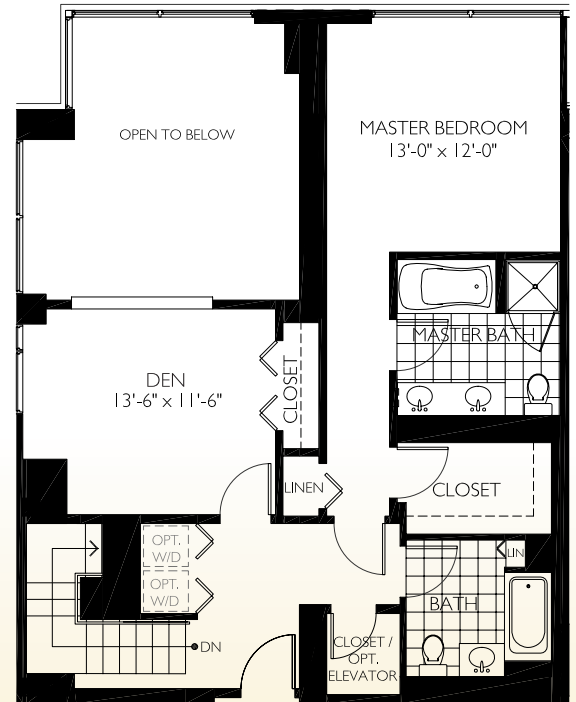 OPEN TO BELOW
MASTER BEDROOM
13'-0" x 12'-0"
MASTER BATH
DEN
13'-6" x 11'-6"
CLOSET
LINEN
CLOSET
OPT.
W/D
OPT.
W/D
LIN
BATH
DN
CLOSET /
OPT.
ELEVATOR